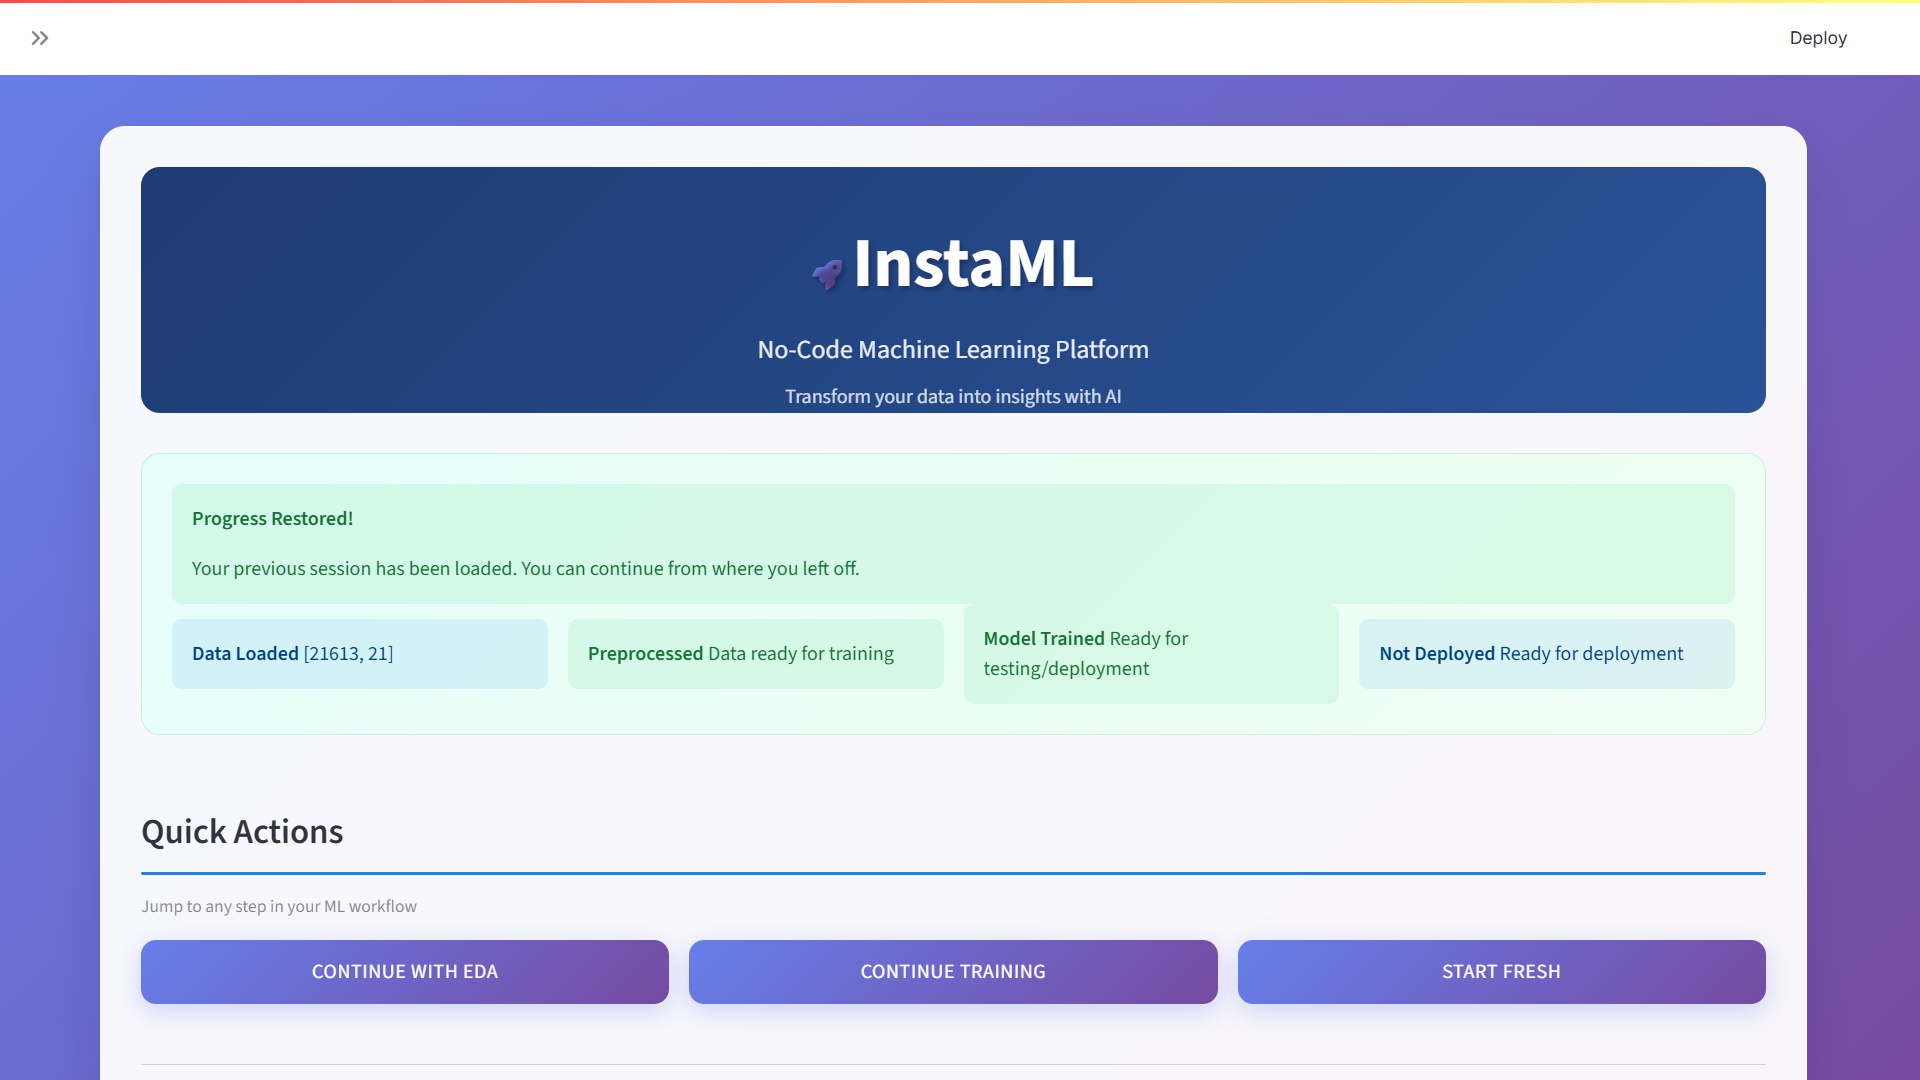 Deploy
InstaML
No-Code Machine Learning Platform
Transform your data into insights with AI
Progress Restored!
Your previous session has been loaded. You can continue from where you left off.
Data Loaded [21613, 21]
Preprocessed Data ready for training
Model Trained Ready for
testing/deployment
Not Deployed Ready for deployment
Quick Actions
Jump to any step in your ML workflow
CONTINUE WITH EDA
CONTINUE TRAINING
START FRESH